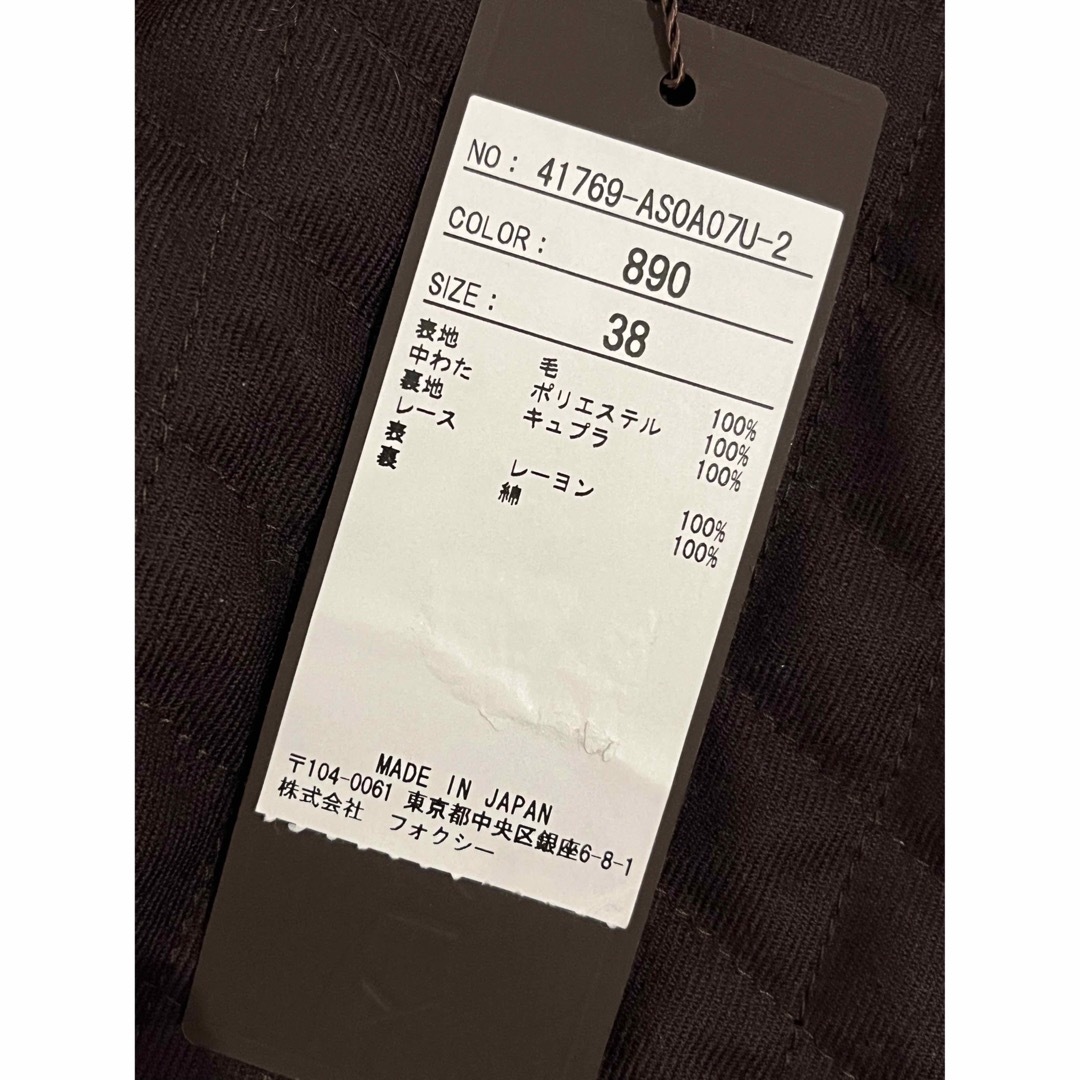 NO: 41769-ASOA07U-2
COLOR: 890
SIZE: 38
表地 毛 100%
中わた ポリエステル 100%
裏地 キュプラ 100%
レース
表 レーヨン 100%
裏 綿 100%
MADE IN JAPAN
〒104-0061 東京都中央区銀座6-8-1
株式会社 フオクシー